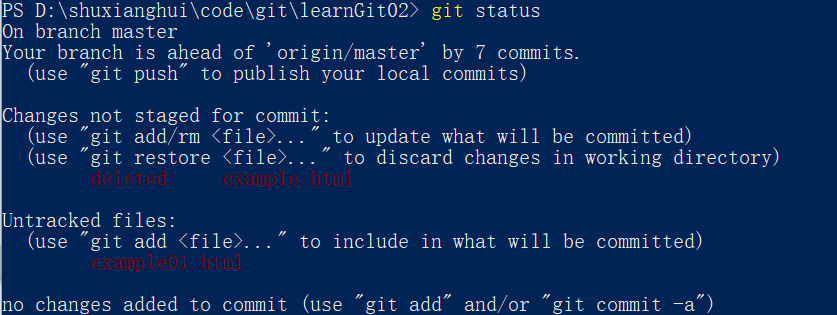 PS D:\shuxianghui\code\git\learnGit02> git status
On branch master
Your branch is ahead of 'origin/master' by 7 commits.
  (use "git push" to publish your local commits)

Changes not staged for commit:
  (use "git add/rm <file>..." to update what will be committed)
  (use "git restore <file>..." to discard changes in working directory)
        deleted:    example.html

Untracked files:
  (use "git add <file>..." to include in what will be committed)
        example01.html

no changes added to commit (use "git add" and/or "git commit -a")